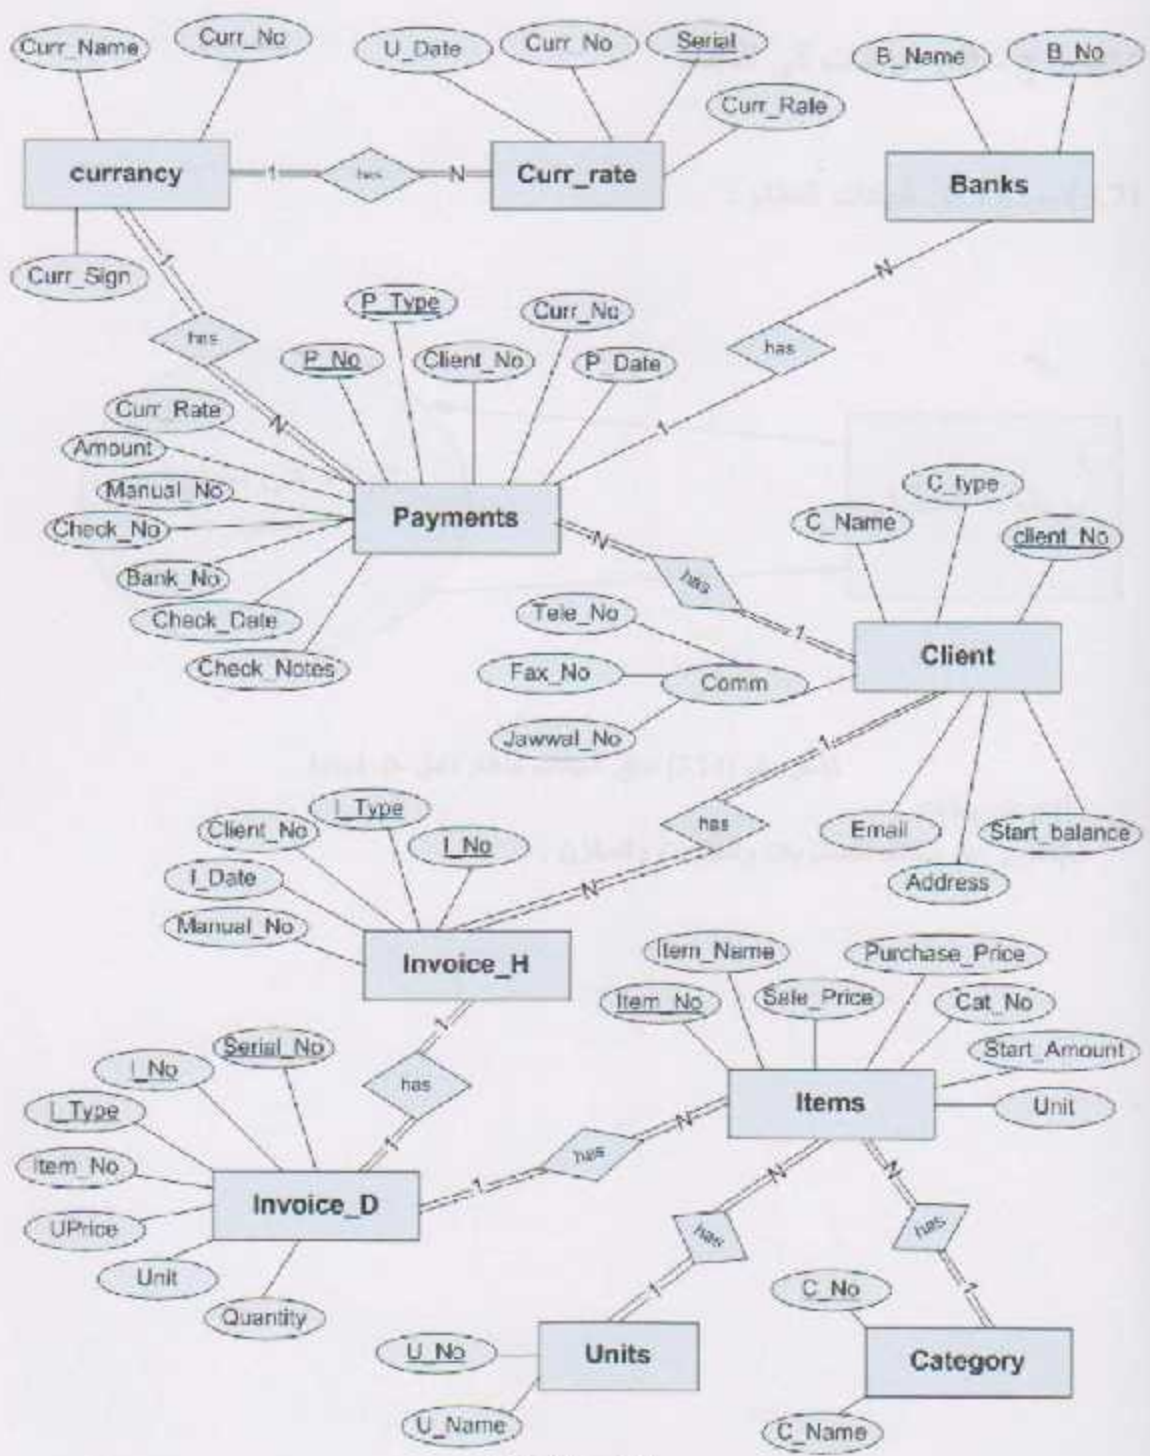 Curr_Name
Curr_No
U_Date
Curr_No
Serial
B_Name
B_No
Curr_Rate
currancy
1
has
N
Curr_rate
Banks
Curr_Sign
1
N
P_Type
Curr_No
has
has
P_No
Client_No
P_Date
Curr_Rate
N
1
Amount
C_type
Manual_No
Payments
C_Name
Check_No
client_No
N
Bank_No
has
Check_Date
Tele_No
1
Client
Check_Notes
Fax_No
Comm
Jawwal_No
1
I_Type
Client_No
has
I_No
Email
Start_balance
I_Date
N
Address
Manual_No
Item_Name
Purchase_Price
Invoice_H
Item_No
Sale_Price
Cat_No
1
Serial_No
Start_Amount
I_No
has
Items
Unit
I_Type
N
1
has
Item_No
N
N
1
Invoice_D
UPrice
has
has
Unit
1
C_No
1
Quantity
U_No
Units
Category
U_Name
C_Name